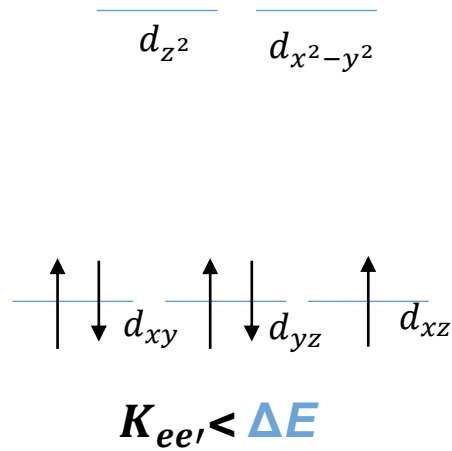 d_{z^2} d_{x^2-y^2}
d_{xy} d_{yz} d_{xz}
K_{ee'} < ΔE